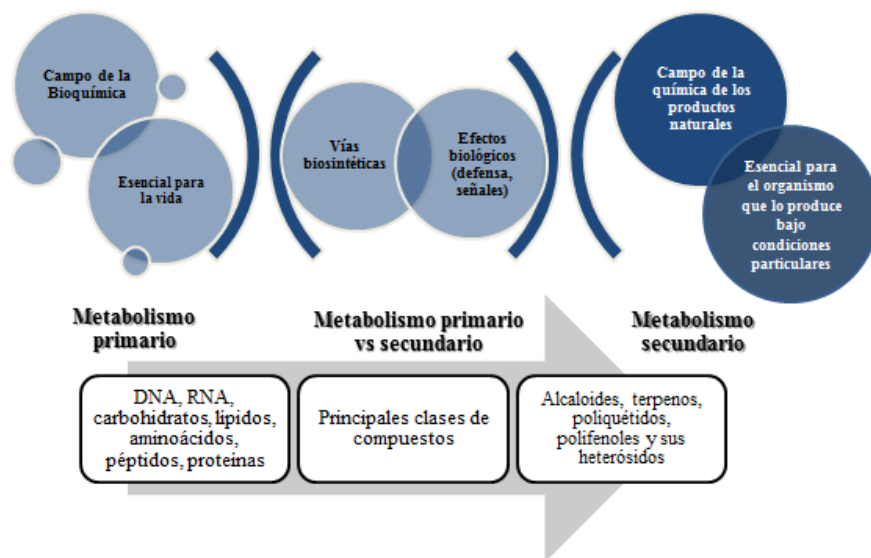 Campo de la
Bioquímica
Esencial para
la vida
Vías
biosintéticas
Efectos
biológicos
(defensa,
señales)
Campo de la
química de los
productos
naturales
Esencial para
el organismo
que lo produce
bajo
condiciones
particulares
Metabolismo
primario
Metabolismo primario
vs secundario
Metabolismo
secundario
DNA, RNA,
carbohidratos, lípidos,
aminoácidos,
péptidos, proteinas
Principales clases de
compuestos
Alcaloides, terpenos,
poliquétidos,
polifenoles y sus
heterósidos